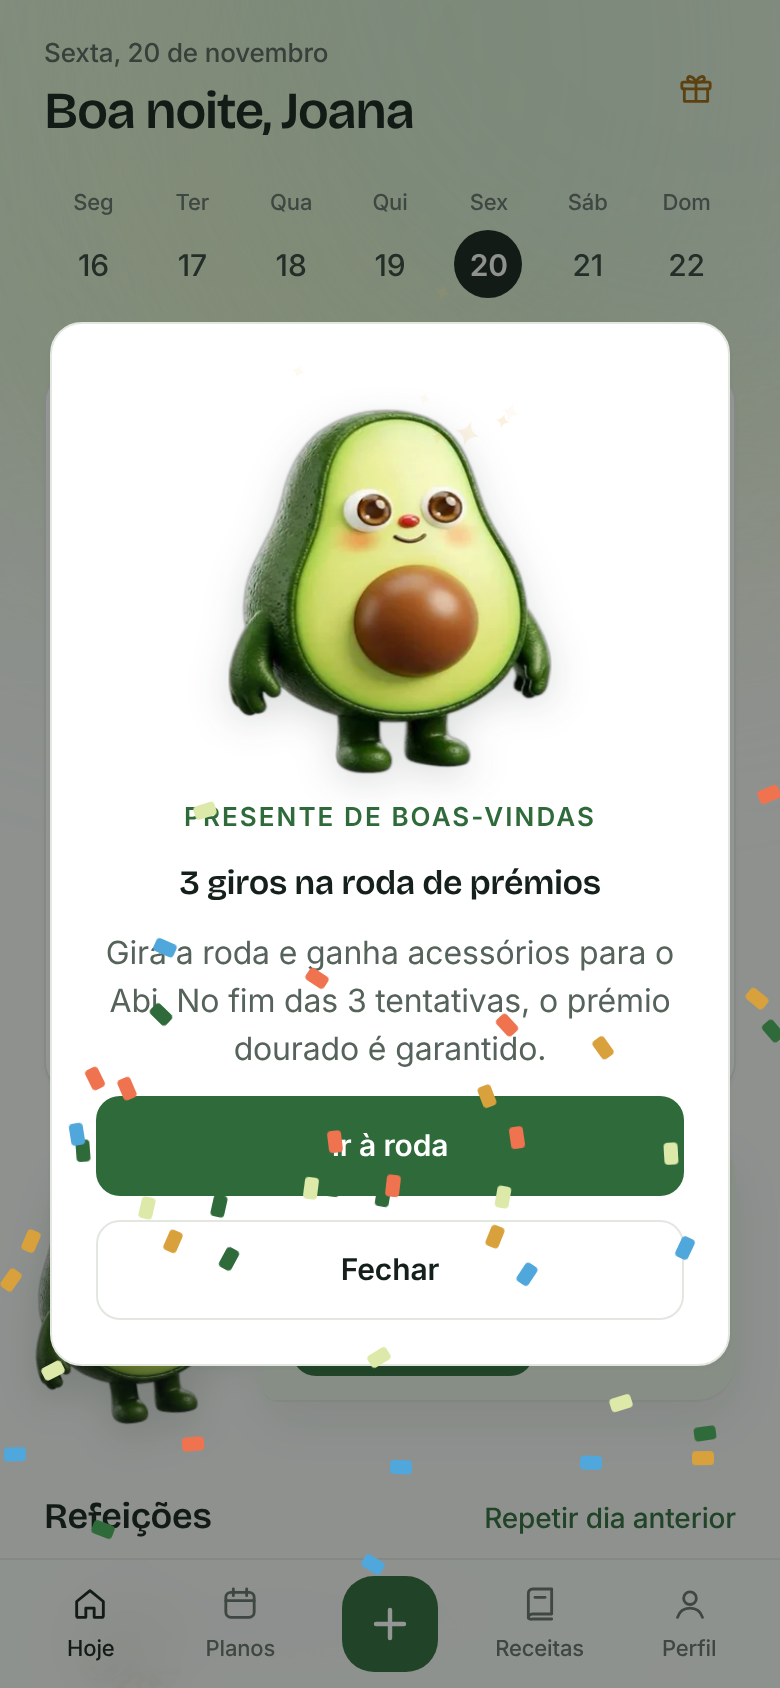 Sexta, 20 de novembro
Boa noite, Joana
Seg Ter Qua Qui Sex Sáb Dom
16 17 18 19 20 21 22
PRESENTE DE BOAS-VINDAS
3 giros na roda de prémios
Gira a roda e ganha acessórios para o
Abi. No fim das 3 tentativas, o prémio
dourado é garantido.
Ir à roda
Fechar
Refeições Repetir dia anterior
Hoje Planos Receitas Perfil